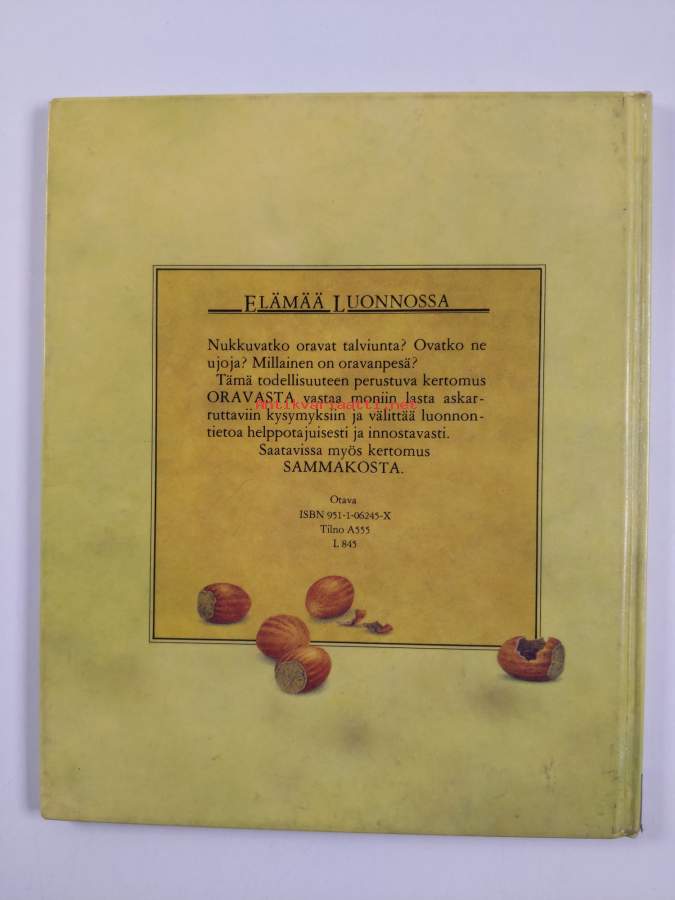 ELÄMÄÄ LUONNOSSA
Nukkuvatko oravat talviunta? Ovatko ne
ujoja? Millainen on oravanpesä?
Tämä todellisuuteen perustuva kertomus
ORAVASTA vastaa moniin lasta askar-
Antikvariaatti.net
ruttaviin kysymyksiin ja välittää luonnon-
tietoa helppotajuisesti ja innostavasti.
Saatavissa myös kertomus
SAMMAKOSTA.
Otava
ISBN 951-1-06245-X
Tilno A555
L 845